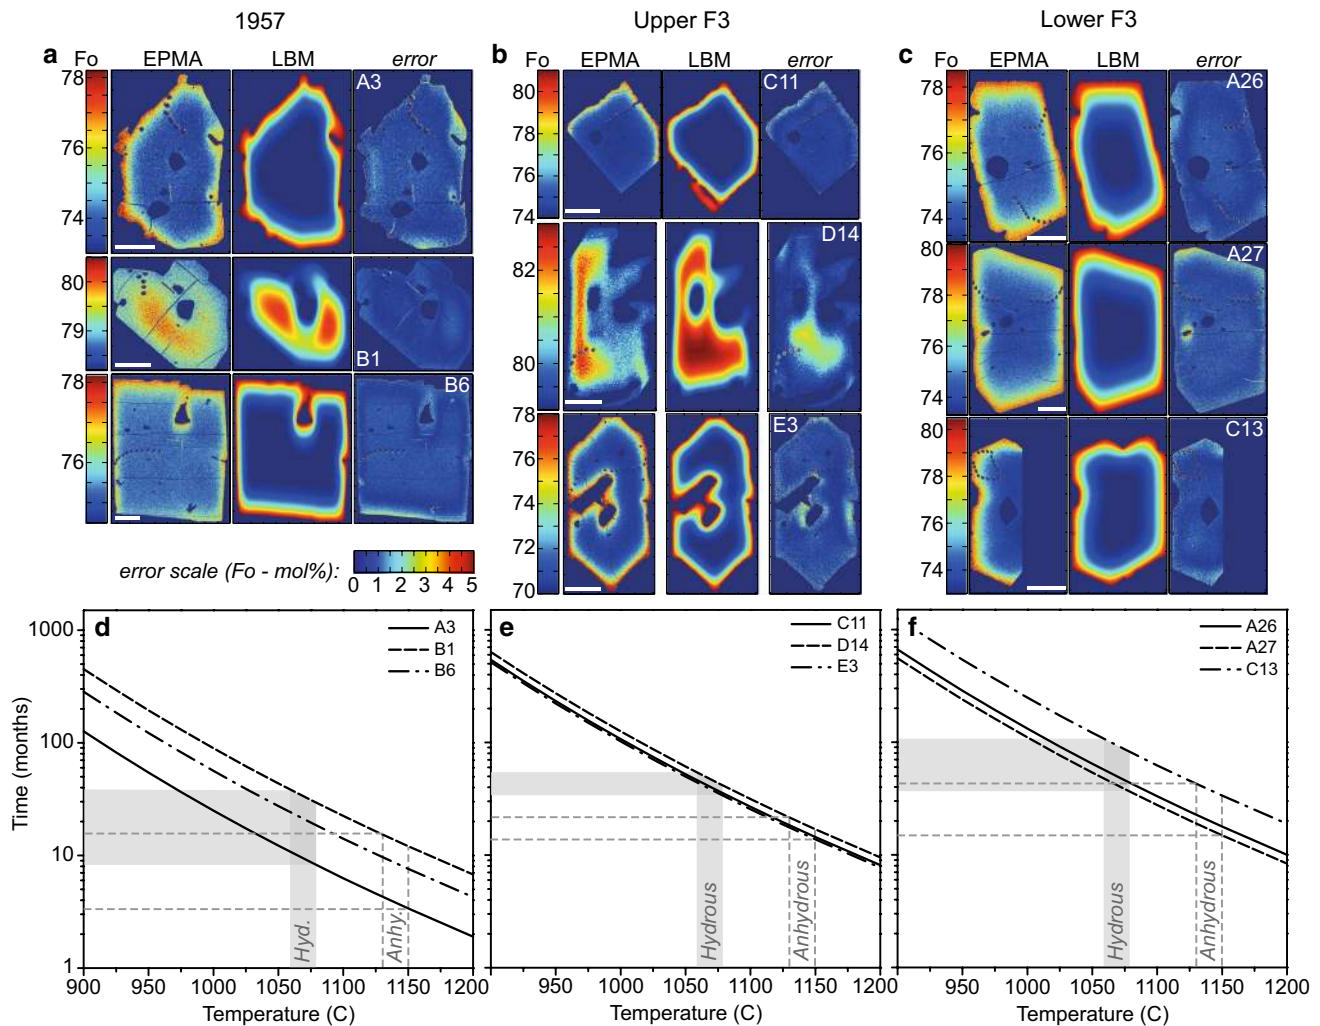 1957
Upper F3
Lower F3
a Fo EPMA LBM error
b Fo EPMA LBM error
c Fo EPMA LBM error
78
76
74
A3
80
79
78
B1
78
76
B6
80
78
76
74
C11
82
80
D14
78
76
74
72
70
E3
78
76
74
A26
80
78
76
74
A27
80
78
76
74
C13
error scale (Fo - mol%):
0 1 2 3 4 5
d
A3
B1
B6
e
C11
D14
E3
f
A26
A27
C13
1000
100
10
1
Time (months)
Hyd.
Anhy.
Hydrous
Anhydrous
Hydrous
Anhydrous
900 950 1000 1050 1100 1150 1200
950 1000 1050 1100 1150 1200
950 1000 1050 1100 1150 1200
Temperature (C)
Temperature (C)
Temperature (C)